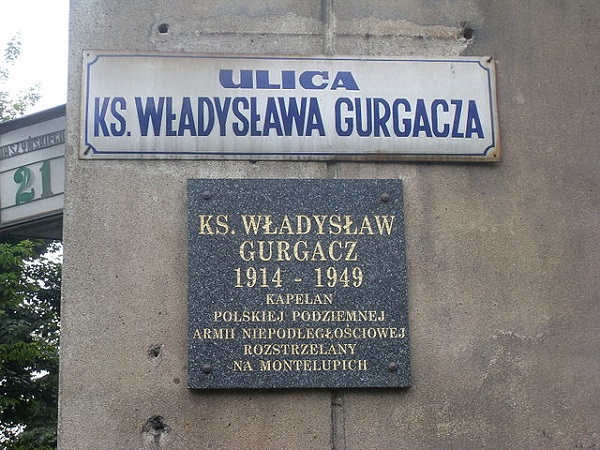 ULICA
KS. WŁADYSŁAWA GURGACZA
21
KS. WŁADYSŁAW
GURGACZ
1914 - 1949
KAPELAN
POLSKIEJ PODZIEMNEJ
ARMII NIEPODLEGŁOŚCIOWEJ
ROZSTRZELANY
NA MONTELUPICH